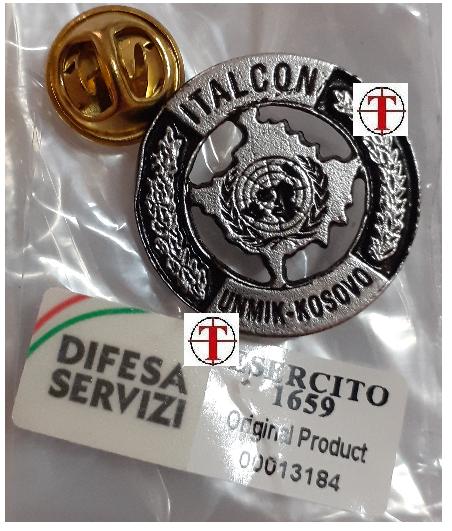 ITALCON
T
UNMIK-KOSOVO
T
DIFESA
SERVIZI
ESERCITO
1659
Original Product
00013184